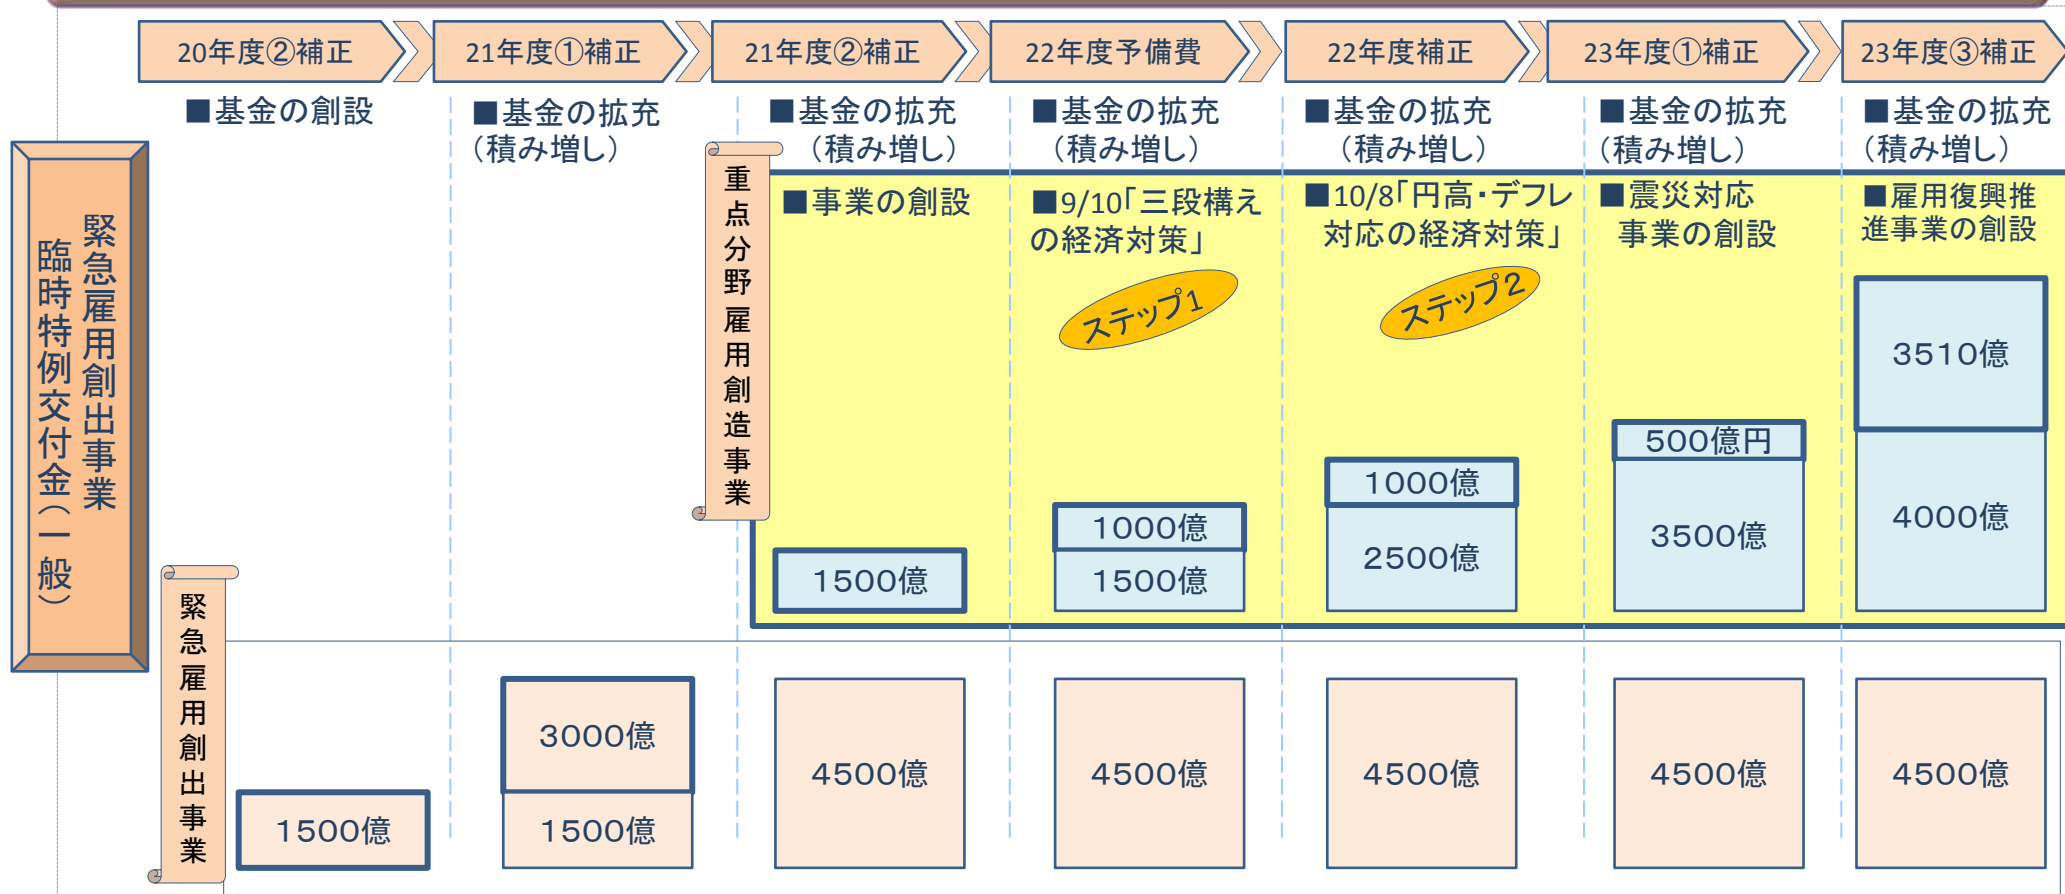 20年度②補正
21年度①補正
21年度②補正
22年度予備費
22年度補正
23年度①補正
23年度③補正
■基金の創設
■基金の拡充
(積み増し)
■基金の拡充
(積み増し)
■基金の拡充
(積み増し)
■基金の拡充
(積み増し)
■基金の拡充
(積み増し)
■基金の拡充
(積み増し)
緊急雇用創出事業
臨時特例交付金(一般)
重点分野雇用創造事業
■事業の創設
■9/10「三段構え
の経済対策」
■10/8「円高・デフレ
対応の経済対策」
■震災対応
事業の創設
■雇用復興推
進事業の創設
ステップ1
ステップ2
1500億
1000億
1500億
1000億
2500億
500億円
3500億
3510億
4000億
緊急雇用創出事業
1500億
3000億
1500億
4500億
4500億
4500億
4500億
4500億